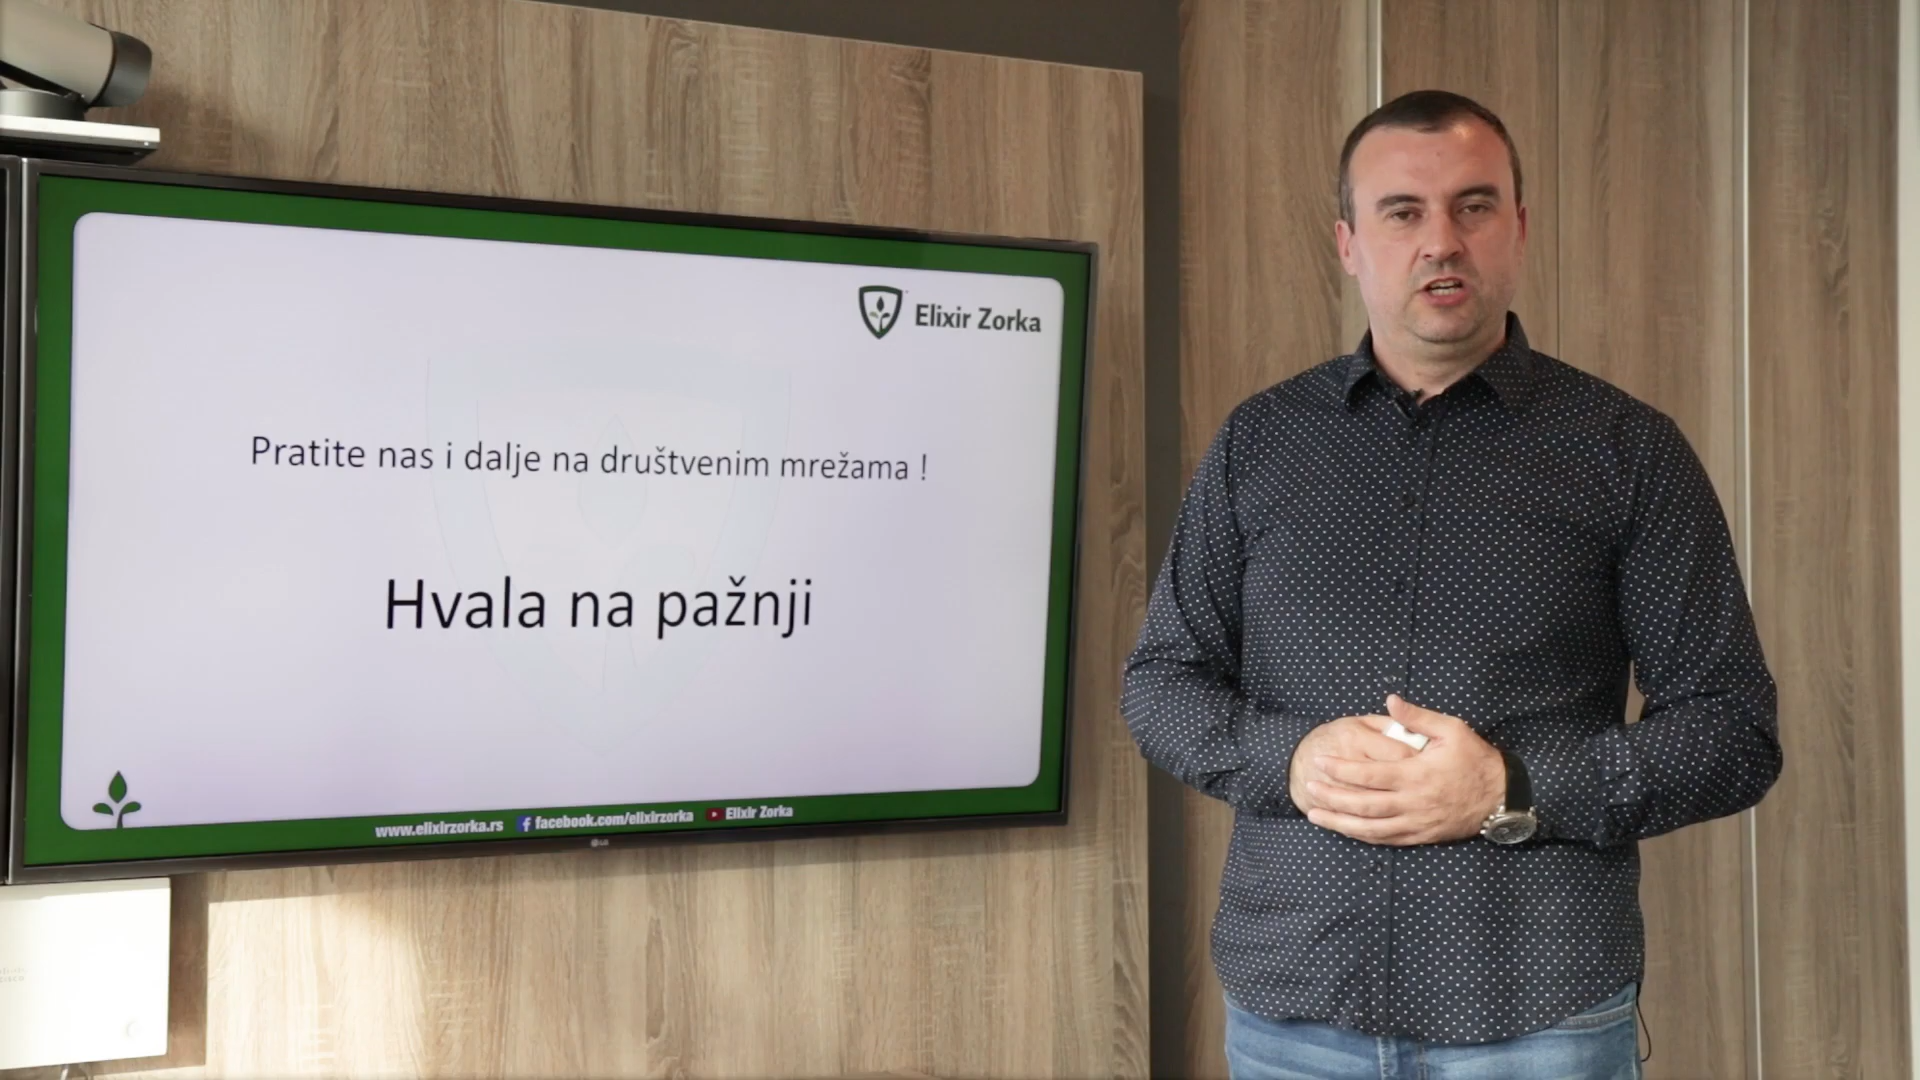 Elixir Zorka
Pratite nas i dalje na društvenim mrežama !
Hvala na pažnji
www.elixirzorka.rs facebook.com/elixirzorka Elixir Zorka
LG